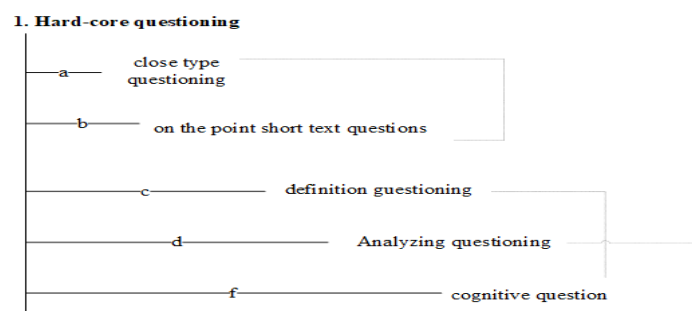 1. Hard-core questioning
a
close type
questioning
b
on the point short text questions
c
definition guestioning
d
Analyzing questioning
f
cognitive question